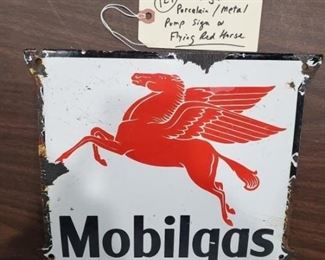 Porcelain / Metal
Pump Sign w
Flying Red Horse
Mobilgas